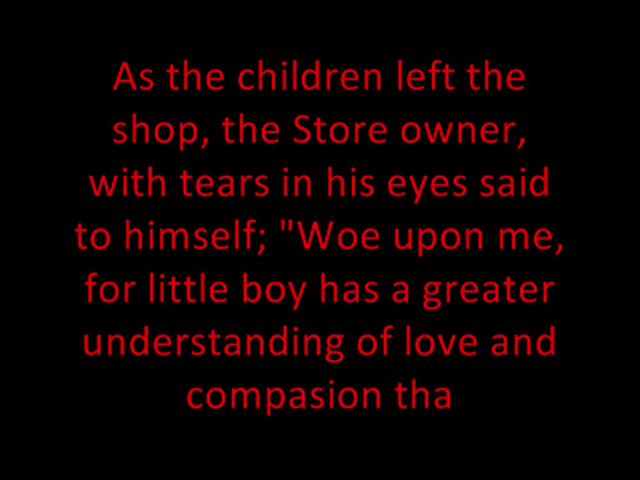 As the children left the
shop, the Store owner,
with tears in his eyes said
to himself; "Woe upon me,
for little boy has a greater
understanding of love and
compasion tha